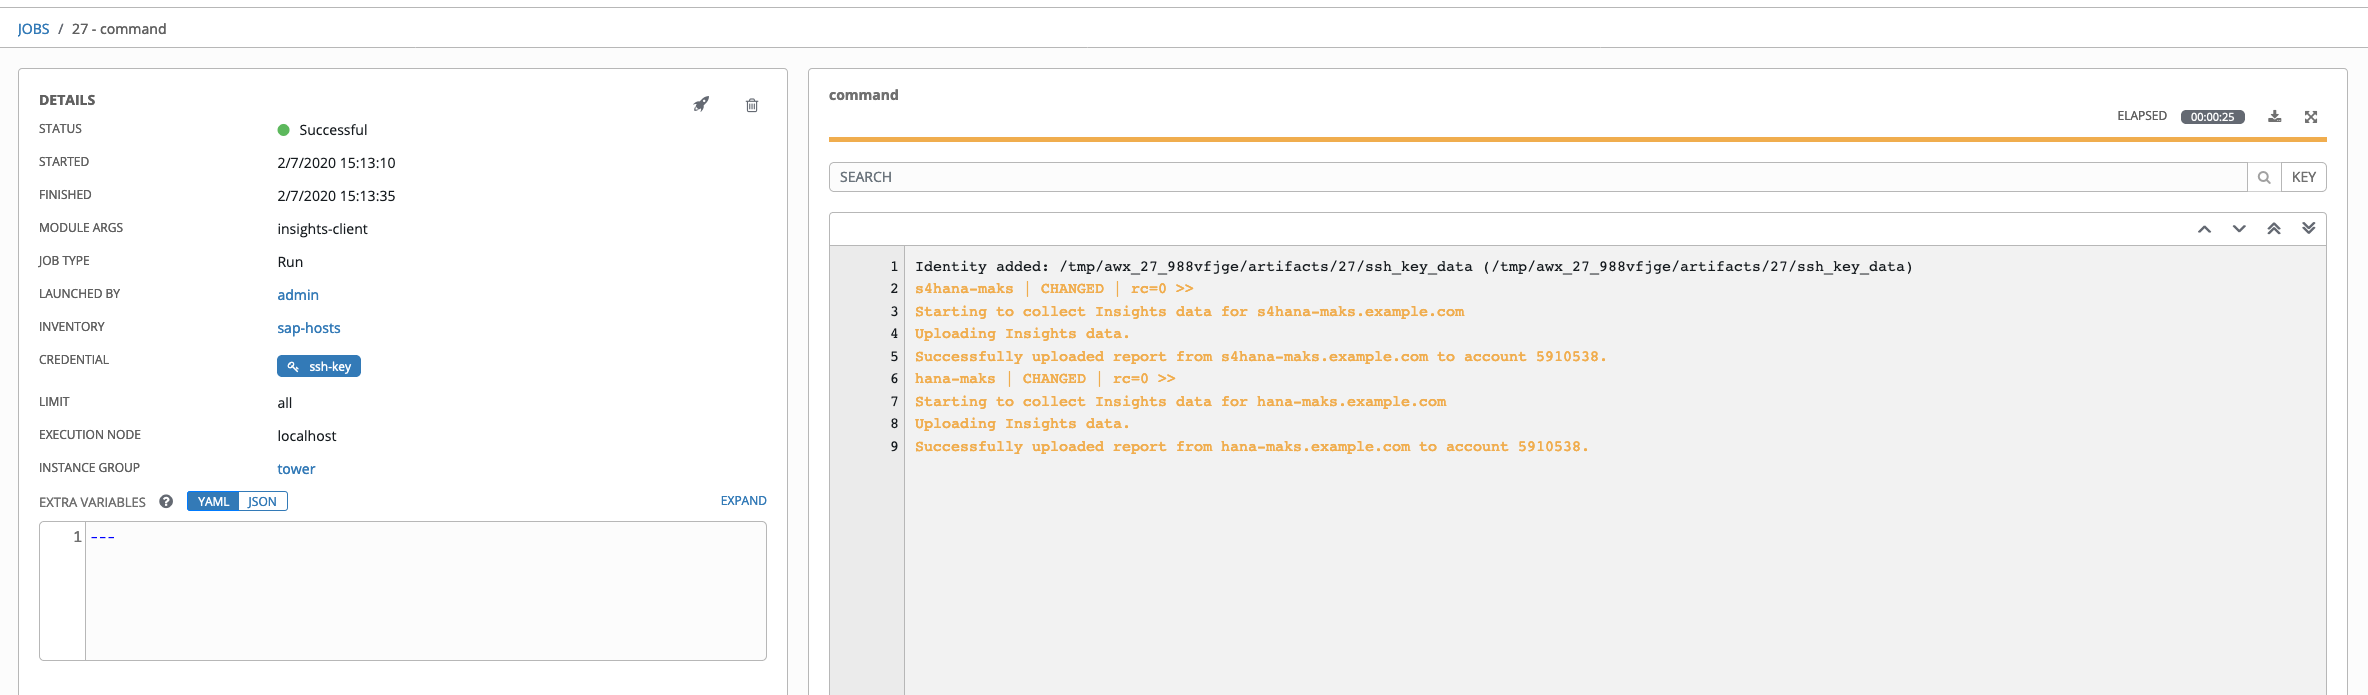 JOBS / 27 - command
DETAILS
STATUS Successful
STARTED 2/7/2020 15:13:10
FINISHED 2/7/2020 15:13:35
MODULE ARGS insights-client
JOB TYPE Run
LAUNCHED BY admin
INVENTORY sap-hosts
CREDENTIAL ssh-key
LIMIT all
EXECUTION NODE localhost
INSTANCE GROUP tower
EXTRA VARIABLES ? YAML JSON EXPAND
1 ---
command
ELAPSED 00:00:25
SEARCH KEY
1 Identity added: /tmp/awx_27_988vfjge/artifacts/27/ssh_key_data (/tmp/awx_27_988vfjge/artifacts/27/ssh_key_data)
2 s4hana-maks | CHANGED | rc=0 >>
3 Starting to collect Insights data for s4hana-maks.example.com
4 Uploading Insights data.
5 Successfully uploaded report from s4hana-maks.example.com to account 5910538.
6 hana-maks | CHANGED | rc=0 >>
7 Starting to collect Insights data for hana-maks.example.com
8 Uploading Insights data.
9 Successfully uploaded report from hana-maks.example.com to account 5910538.